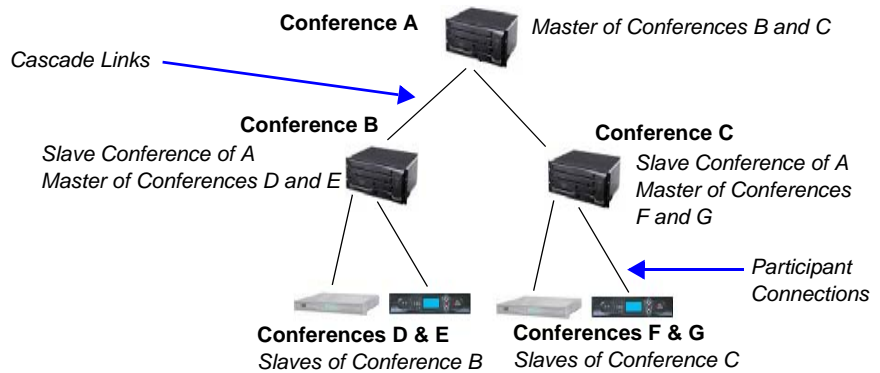 Conference A
Master of Conferences B and C
Cascade Links
Conference B
Slave Conference of A
Master of Conferences D and E
Conference C
Slave Conference of A
Master of Conferences
F and G
Participant
Connections
Conferences D & E
Slaves of Conference B
Conferences F & G
Slaves of Conference C